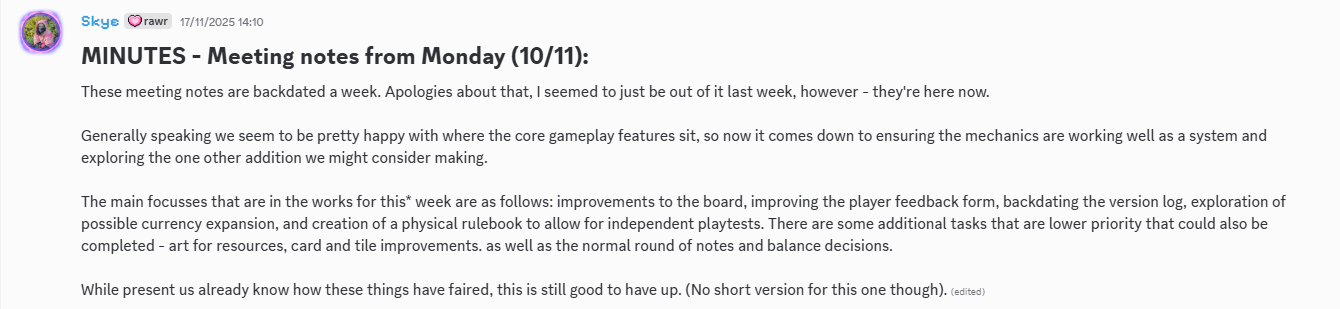 Skye rawr 17/11/2025 14:10
MINUTES - Meeting notes from Monday (10/11):
These meeting notes are backdated a week. Apologies about that, I seemed to just be out of it last week, however - they're here now.
Generally speaking we seem to be pretty happy with where the core gameplay features sit, so now it comes down to ensuring the mechanics are working well as a system and
exploring the one other addition we might consider making.
The main focusses that are in the works for this* week are as follows: improvements to the board, improving the player feedback form, backdating the version log, exploration of
possible currency expansion, and creation of a physical rulebook to allow for independent playtests. There are some additional tasks that are lower priority that could also be
completed - art for resources, card and tile improvements. as well as the normal round of notes and balance decisions.
While present us already know how these things have faired, this is still good to have up. (No short version for this one though). (edited)